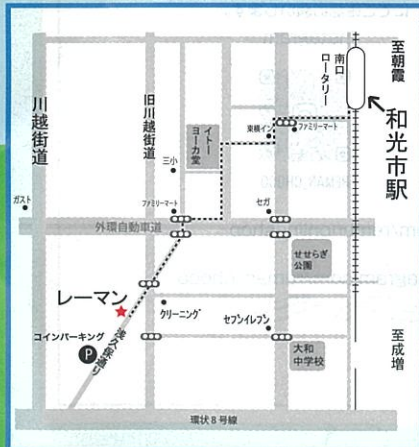 至朝霞
南口
ロータリー
和光市駅
川越街道
旧川越街道
イトー
ヨーカ堂
東横イン
ファミリーマート
三小
ファミリーマート
セガ
ガスト
外環自動車道
せせらぎ
公園
レーマン
クリーニング
セブンイレブン
コインパーキング
P
浅久保通り
大和
中学校
至成増
環状8号線